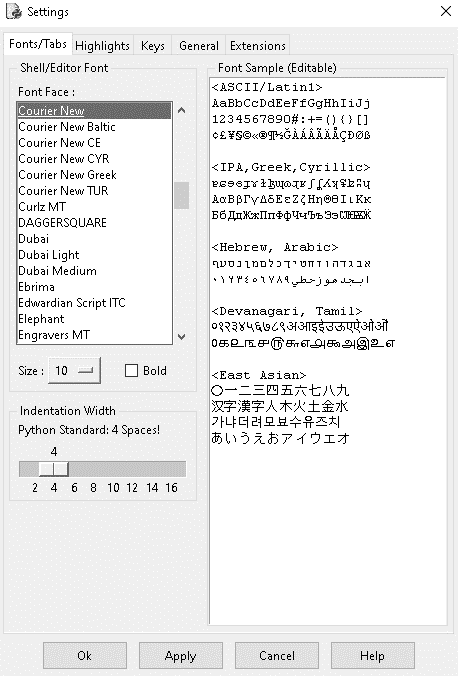 Settings
Fonts/Tabs Highlights Keys General Extensions
Shell/Editor Font
Font Face :
Courier New
Courier New Baltic
Courier New CE
Courier New CYR
Courier New Greek
Courier New TUR
Curlz MT
DAGGERSQUARE
Dubai
Dubai Light
Dubai Medium
Ebrima
Edwardian Script ITC
Elephant
Engravers MT
Size : 10 Bold
Indentation Width
Python Standard: 4 Spaces!
4
2 4 6 8 10 12 14 16
Font Sample (Editable)
<ASCII/Latin1>
AaBbCcDdEeFfGgHhIiJj
1234567890#:+=(){}[]
¢£¥§©«®¶½ĞÀÁÂÃÄÅÇÐØß
<IPA,Greek,Cyrillic>
ΑαΒβΓγΔδΕεΖζΗηΘθΙιΚκ
<Hebrew, Arabic>
אבגדהוזחטיךכלםמןנסעף
ابجدهوزحطي٠١٢٣٤٥٦٧٨٩
<Devanagari, Tamil>
०१२३४५६७८९अआइईउऊएऐओऔ
௦௧௨௩௪௫௬௭௮௯அஇஉஎ
<East Asian>
〇一二三四五六七八九
汉字漢字人木火土金水
가냐더려모뵤수유즈치
あいうえおアイウエオ
Ok Apply Cancel Help